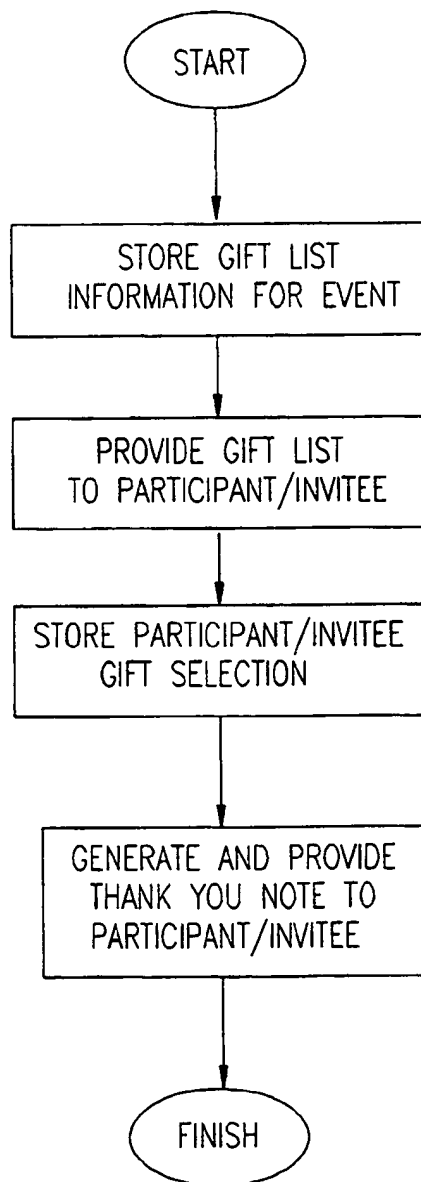 START
STORE GIFT LIST
INFORMATION FOR EVENT
PROVIDE GIFT LIST
TO PARTICIPANT/INVITEE
STORE PARTICIPANT/INVITEE
GIFT SELECTION
GENERATE AND PROVIDE
THANK YOU NOTE TO
PARTICIPANT/INVITEE
FINISH